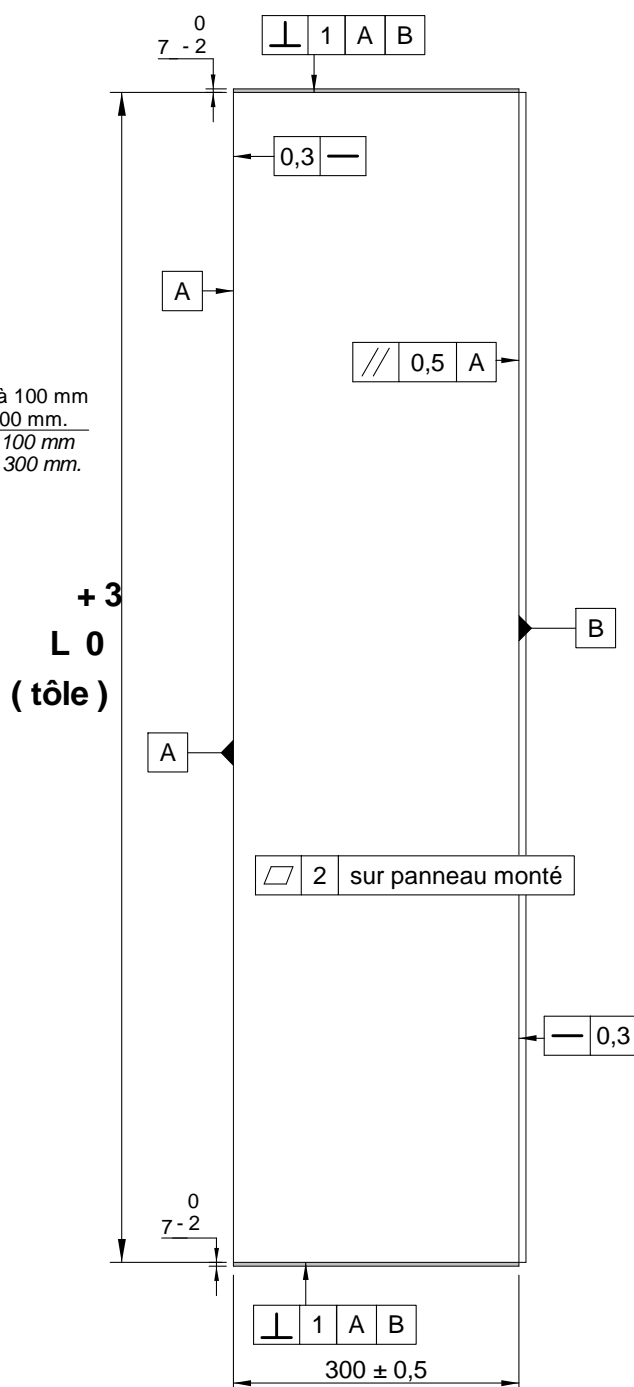 0
7 - 2
⊥ 1 A B
0,3 —
A
// 0,5 A
à 100 mm
00 mm.
100 mm
300 mm.
+ 3
L 0
( tôle )
B
A
⏥ 2 sur panneau monté
— 0,3
0
7 - 2
⊥ 1 A B
300 ± 0,5